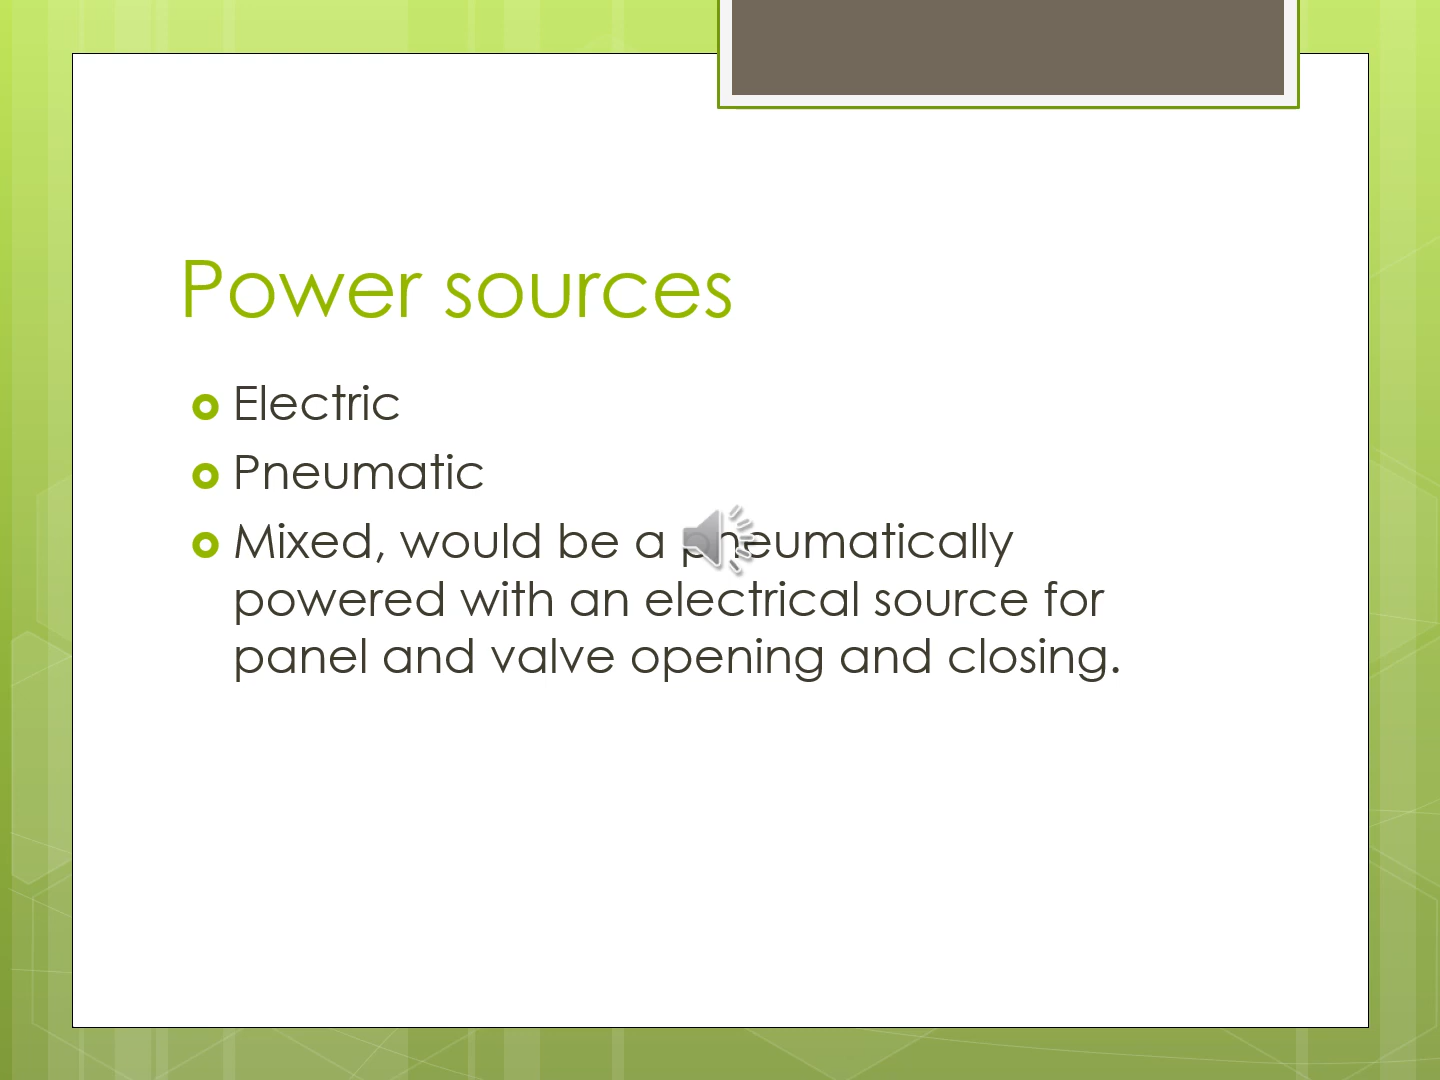 Power sources
Electric
Pneumatic
Mixed, would be a pneumatically
powered with an electrical source for
panel and valve opening and closing.